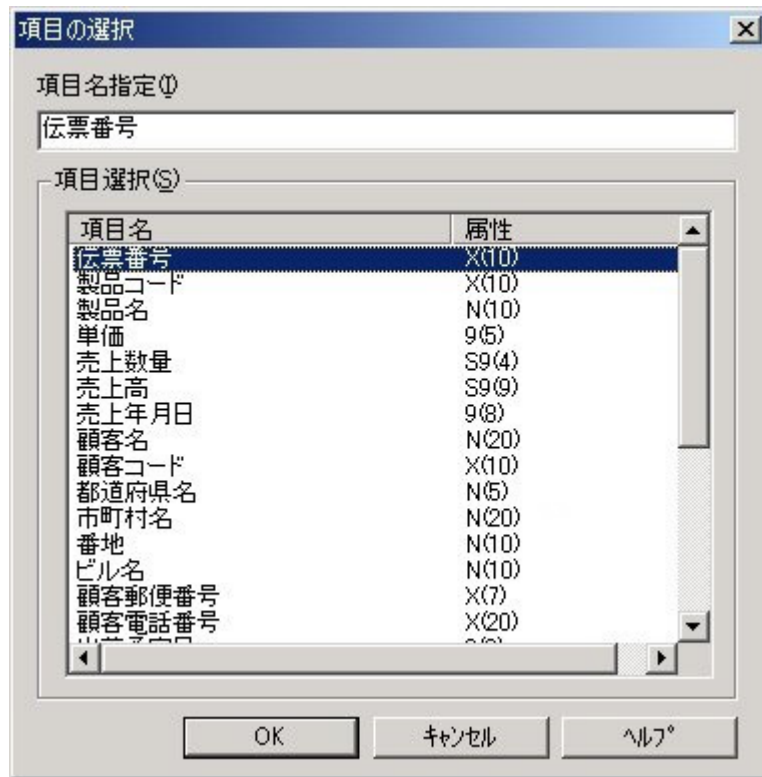 項目の選択
項目名指定(I)
伝票番号
項目選択(S)
項目名 属性
伝票番号 X(10)
製品コード X(10)
製品名 N(10)
単価 9(5)
売上数量 S9(4)
売上高 S9(9)
売上年月日 9(8)
顧客名 N(20)
顧客コード X(10)
都道府県名 N(5)
市町村名 N(20)
番地 N(10)
ビル名 N(10)
顧客郵便番号 X(7)
顧客電話番号 X(20)
OK キャンセル ヘルプ